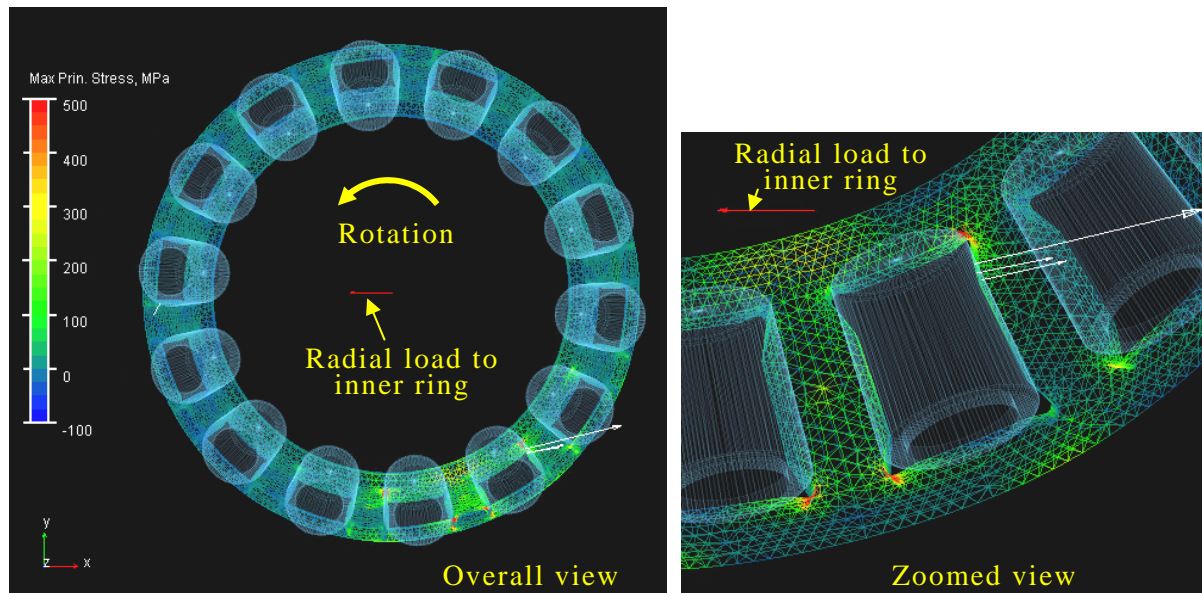 Max Prin. Stress, MPa
500
400
300
200
100
0
-100
Rotation
Radial load to
inner ring
y
z
x
Overall view
Radial load to
inner ring
Zoomed view